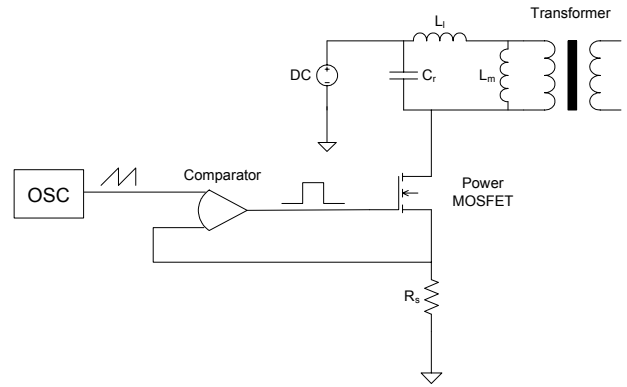 Transformer
Lₗ
DC
+
−
Cᵣ
Lₘ
Comparator
OSC
Power
MOSFET
Rₛ